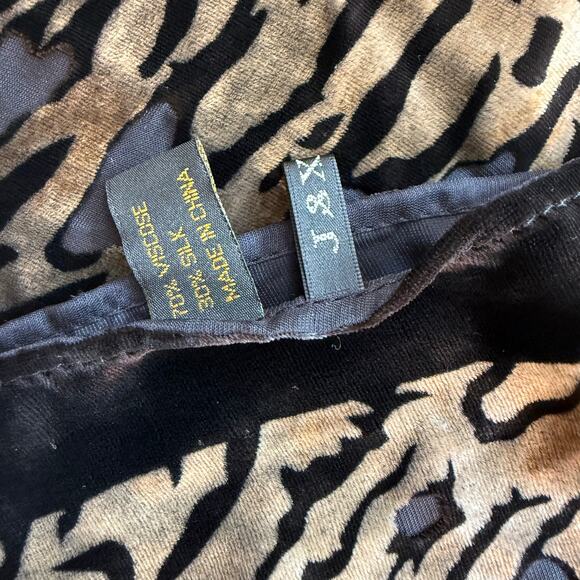 70% VISCOSE
30% SILK
MADE IN CHINA
J & X